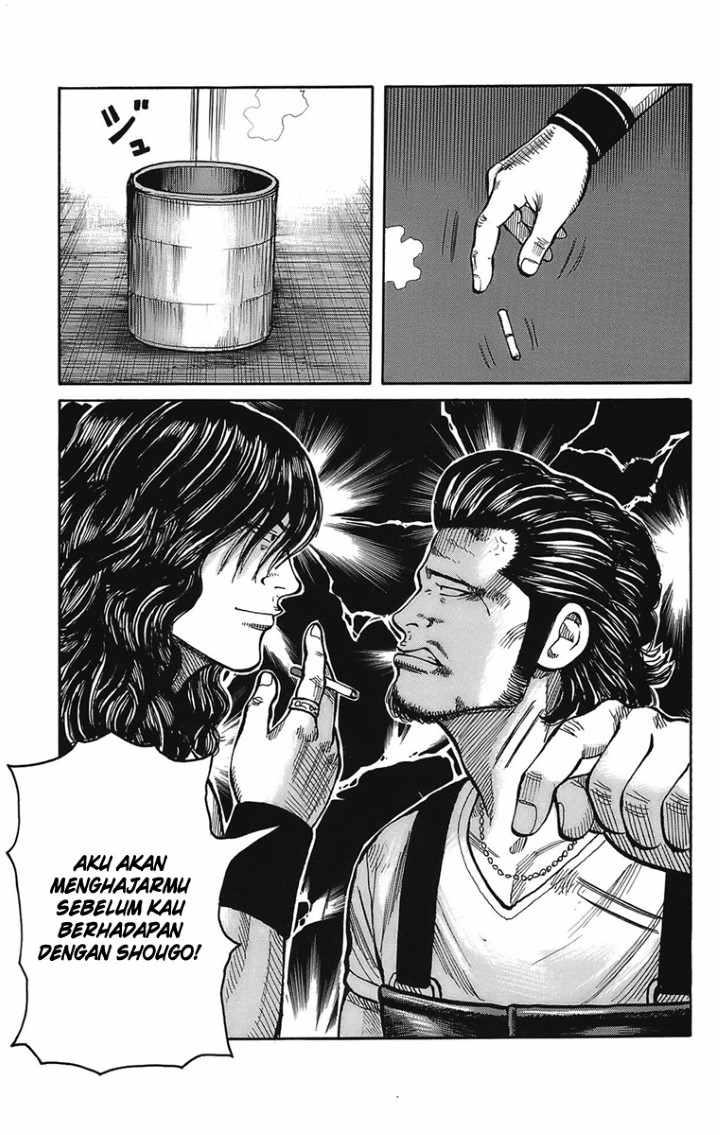 ジュ
AKU AKAN
MENGHAJARMU
SEBELUM KAU
BERHADAPAN
DENGAN SHOUGO!